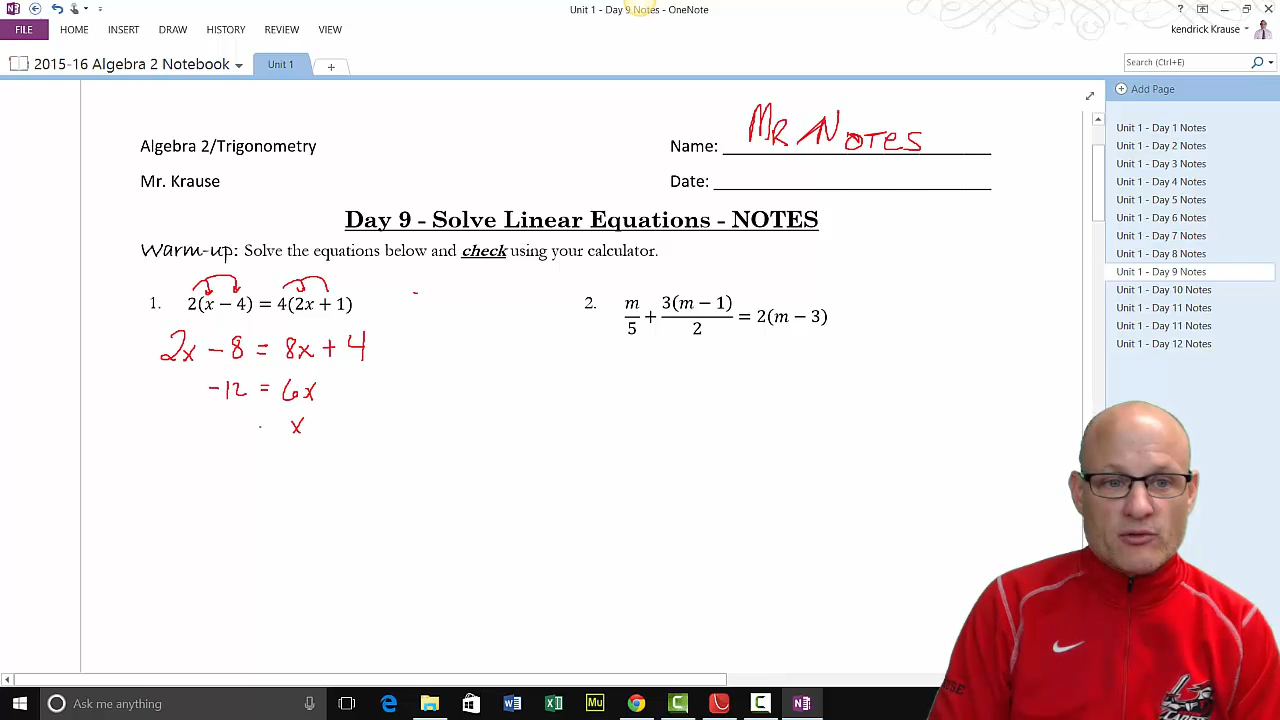 Unit 1 - Day 9 Notes - OneNote
FILE HOME INSERT DRAW HISTORY REVIEW VIEW
kendrick Krause
2015-16 Algebra 2 Notebook Unit 1 +
Search (Ctrl+E)
Add Page
Unit 1 - Day 1 Notes
Unit 1 - Day 2 Notes
Unit 1 - Day 3 Notes
Unit 1 - Day 4 Notes
Unit 1 - Day 5 Notes
Unit 1 - Day 6 Notes
Unit 1 - Day 7 Notes
Unit 1 - Day 8 Notes
Unit 1 - Day 9 Notes
Unit 1 - Day 10 Notes
Unit 1 - Day 11 Notes
Unit 1 - Day 11 Notes
Unit 1 - Day 12 Notes
Algebra 2/Trigonometry
Name: MR NOTES
Mr. Krause
Date:
Day 9 - Solve Linear Equations - NOTES
Warm-up: Solve the equations below and check using your calculator.
1. 2(x − 4) = 4(2x + 1)
2x − 8 = 8x + 4
-12 = 6x
x
2. m/5 + 3(m − 1)/2 = 2(m − 3)
Ask me anything